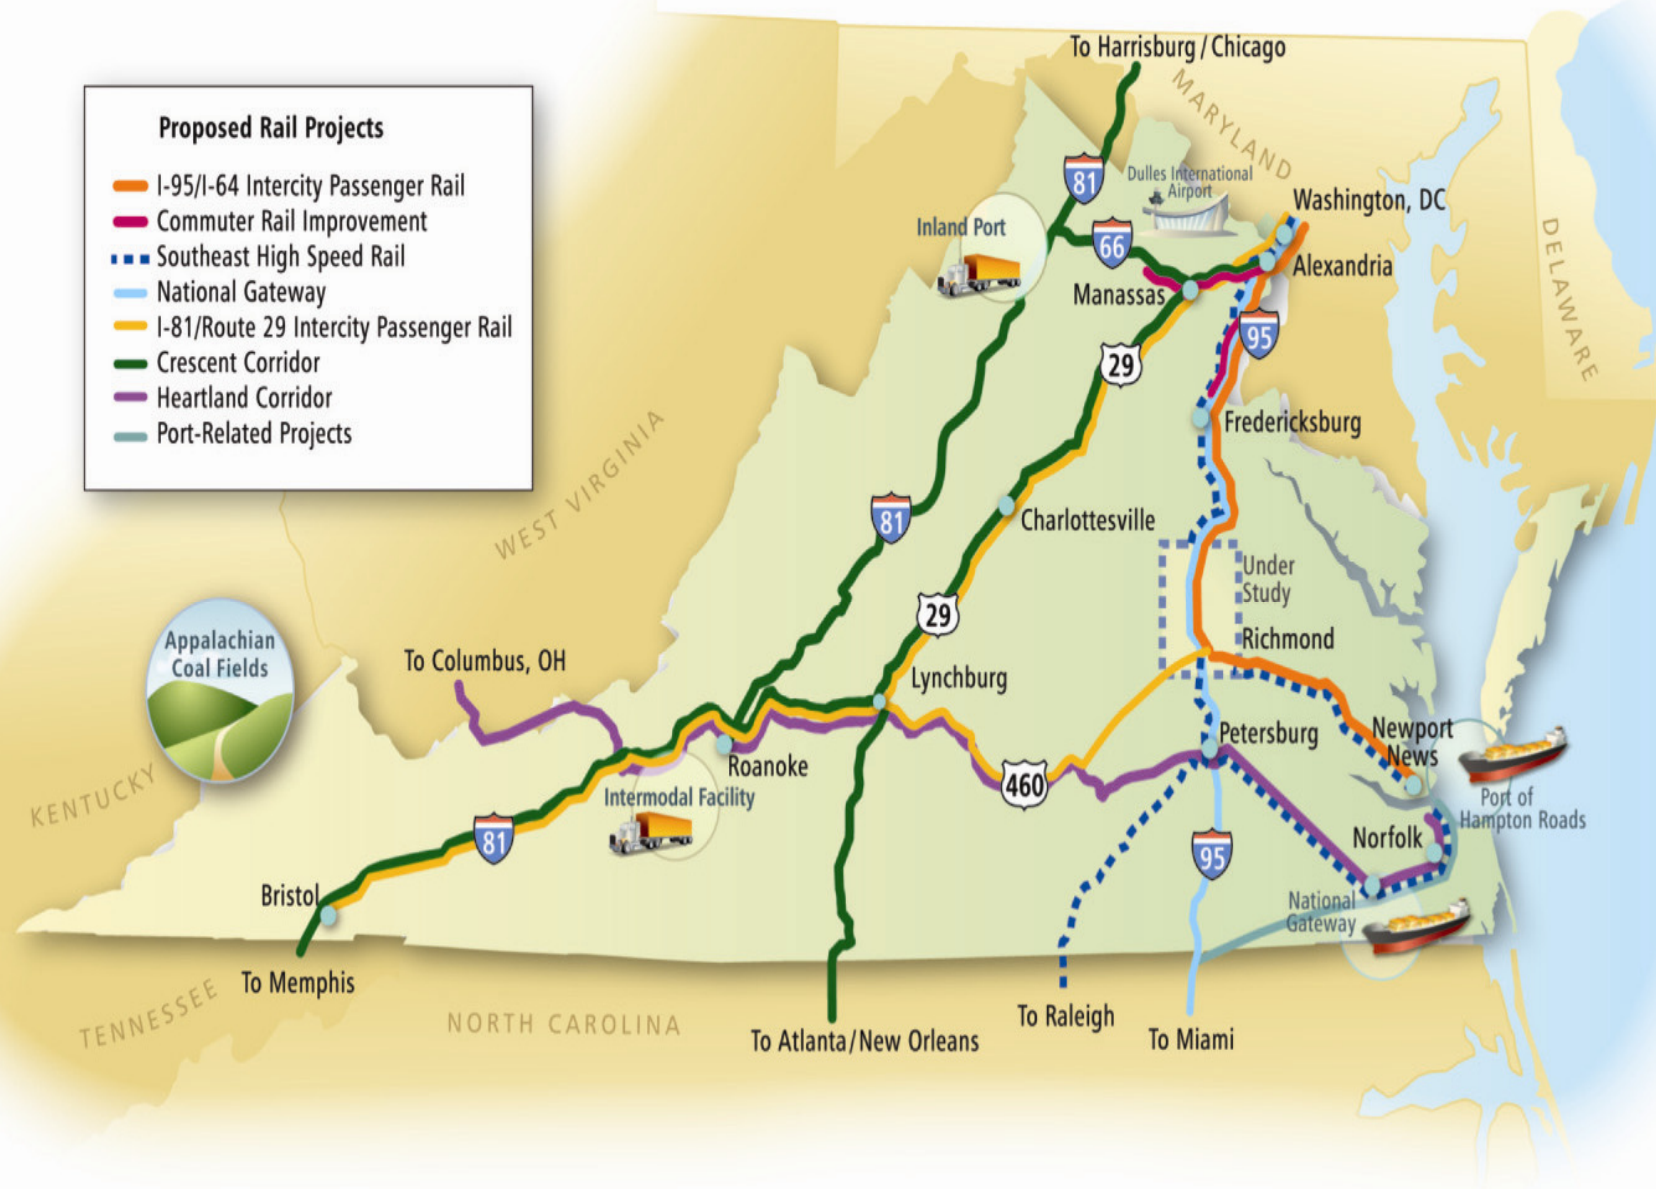 To Harrisburg / Chicago
MARYLAND
Proposed Rail Projects
I-95/I-64 Intercity Passenger Rail
Commuter Rail Improvement
Southeast High Speed Rail
National Gateway
I-81/Route 29 Intercity Passenger Rail
Crescent Corridor
Heartland Corridor
Port-Related Projects
81
Dulles International
Airport
Washington, DC
Inland Port
66
Alexandria
DELAWARE
Manassas
95
29
Fredericksburg
WEST VIRGINIA
81
Charlottesville
Under
Study
29
Richmond
Appalachian
Coal Fields
To Columbus, OH
Lynchburg
Newport
News
Petersburg
Roanoke
460
KENTUCKY
Intermodal Facility
Port of
Hampton Roads
81
Norfolk
95
Bristol
National
Gateway
To Memphis
TENNESSEE
NORTH CAROLINA
To Raleigh
To Atlanta/New Orleans
To Miami